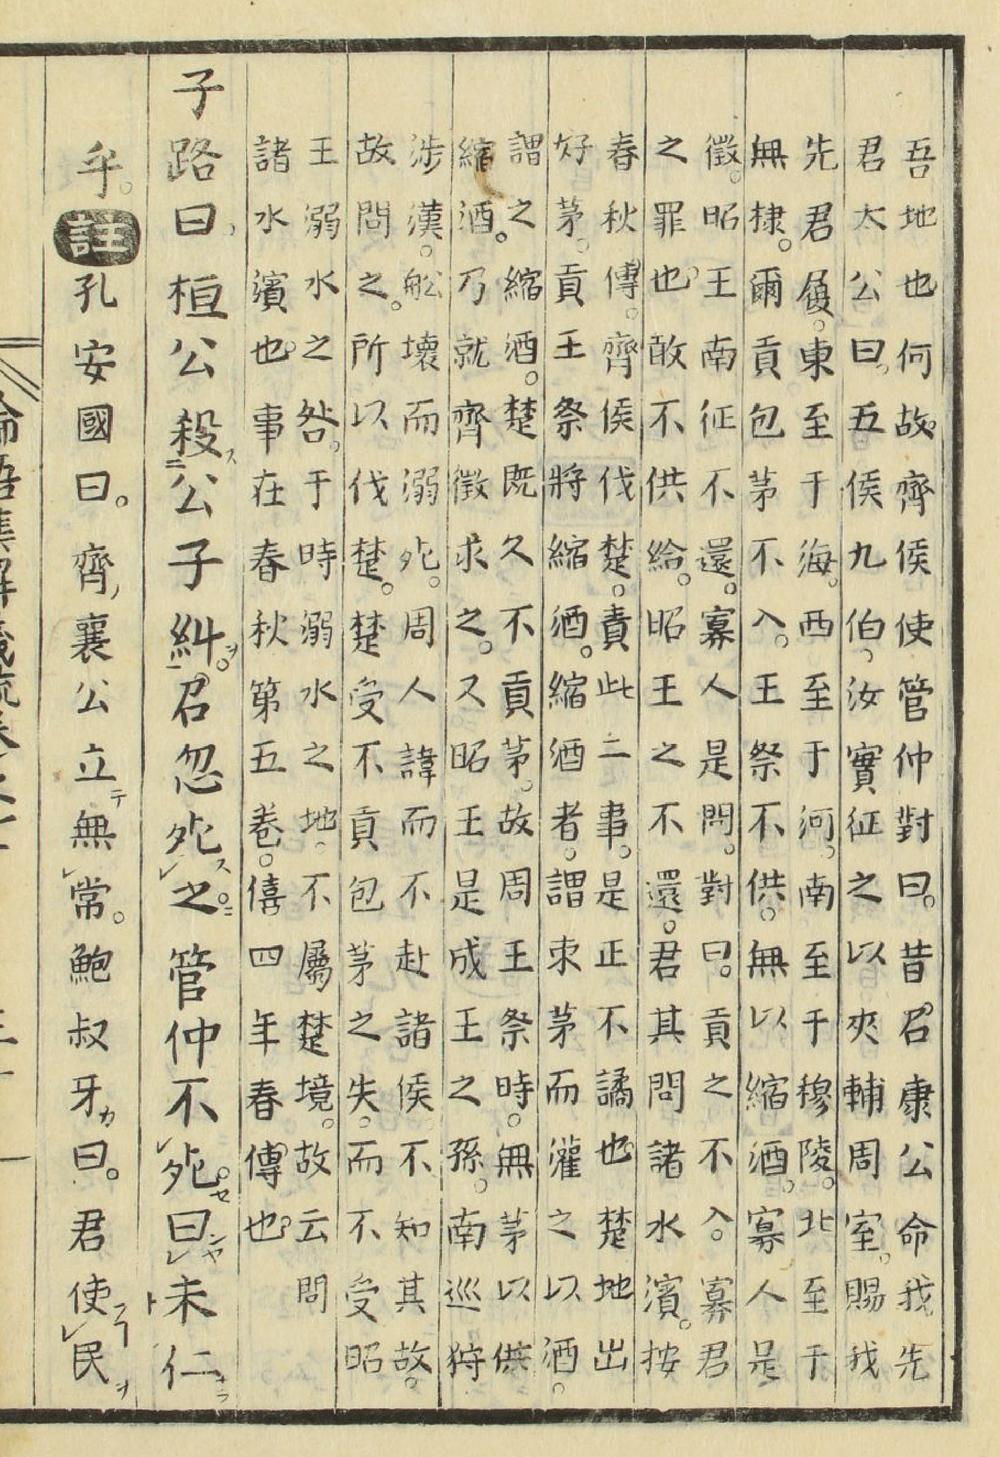 吾地也何故齊侯使管仲對曰。昔召康公命我先
君太公曰。五侯九伯、汝實征之以夾輔周室。賜我
先君履。東至于海。西至于河。南至于穆陵。北至于
無棣。爾貢包茅不入。王祭不供。無以縮酒。寡人是
徵。昭王南征不還。寡人是問。對曰。貢之不入。寡君
之罪也。敢不供給。昭王之不還。君其問諸水濱。按
春秋傳。齊侯伐楚。責此二事。是正不譎也。楚地出
好茅。貢王祭將縮酒。縮酒者。謂束茅而灌之以酒。
謂之縮酒。楚既久不貢茅。故周王祭時。無茅以供
縮酒。乃就齊徵求之。又昭王是成王之孫。南巡狩
涉漢。舩壞而溺死。周人諱而不赴諸侯不知其故。
故問之。所以伐楚。楚受不貢包茅之失。而不受昭
王溺水之咎。于時溺水之地。不屬楚境。故云問
諸水濱也。事在春秋第五卷。僖四年春傳也。
子路曰桓公殺ス二公子糾ヲ一。召忽死ス之ニ。管仲不死セ。曰未仁ナラ
乎。註孔安國曰。齊襄公立テ無常。鮑叔牙カ曰。君使フ民ヲ